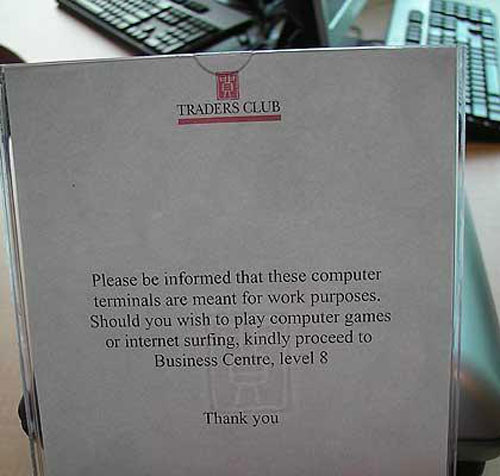 TRADERS CLUB
Please be informed that these computer
terminals are meant for work purposes.
Should you wish to play computer games
or internet surfing, kindly proceed to
Business Centre, level 8
Thank you